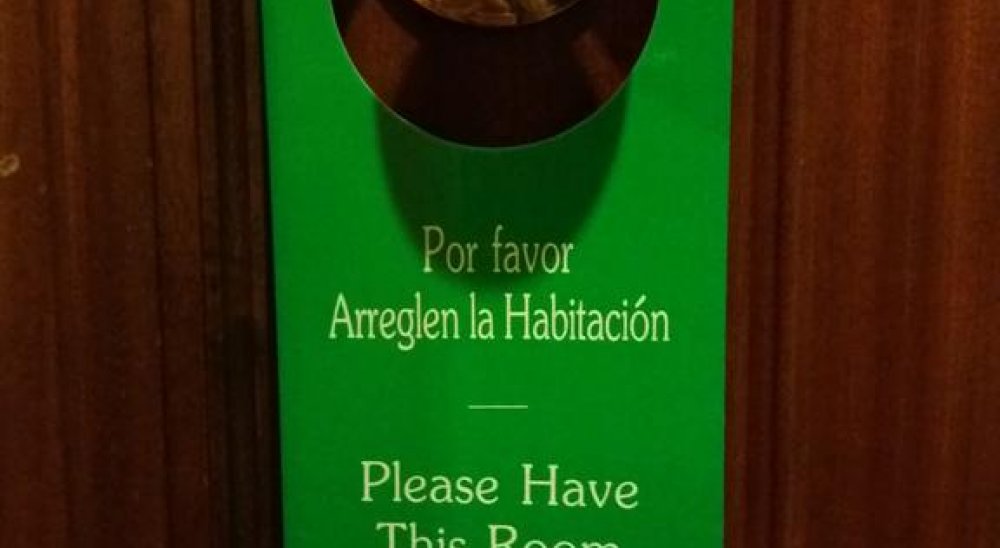 Por favor
Arreglen la Habitación
Please Have
This Room